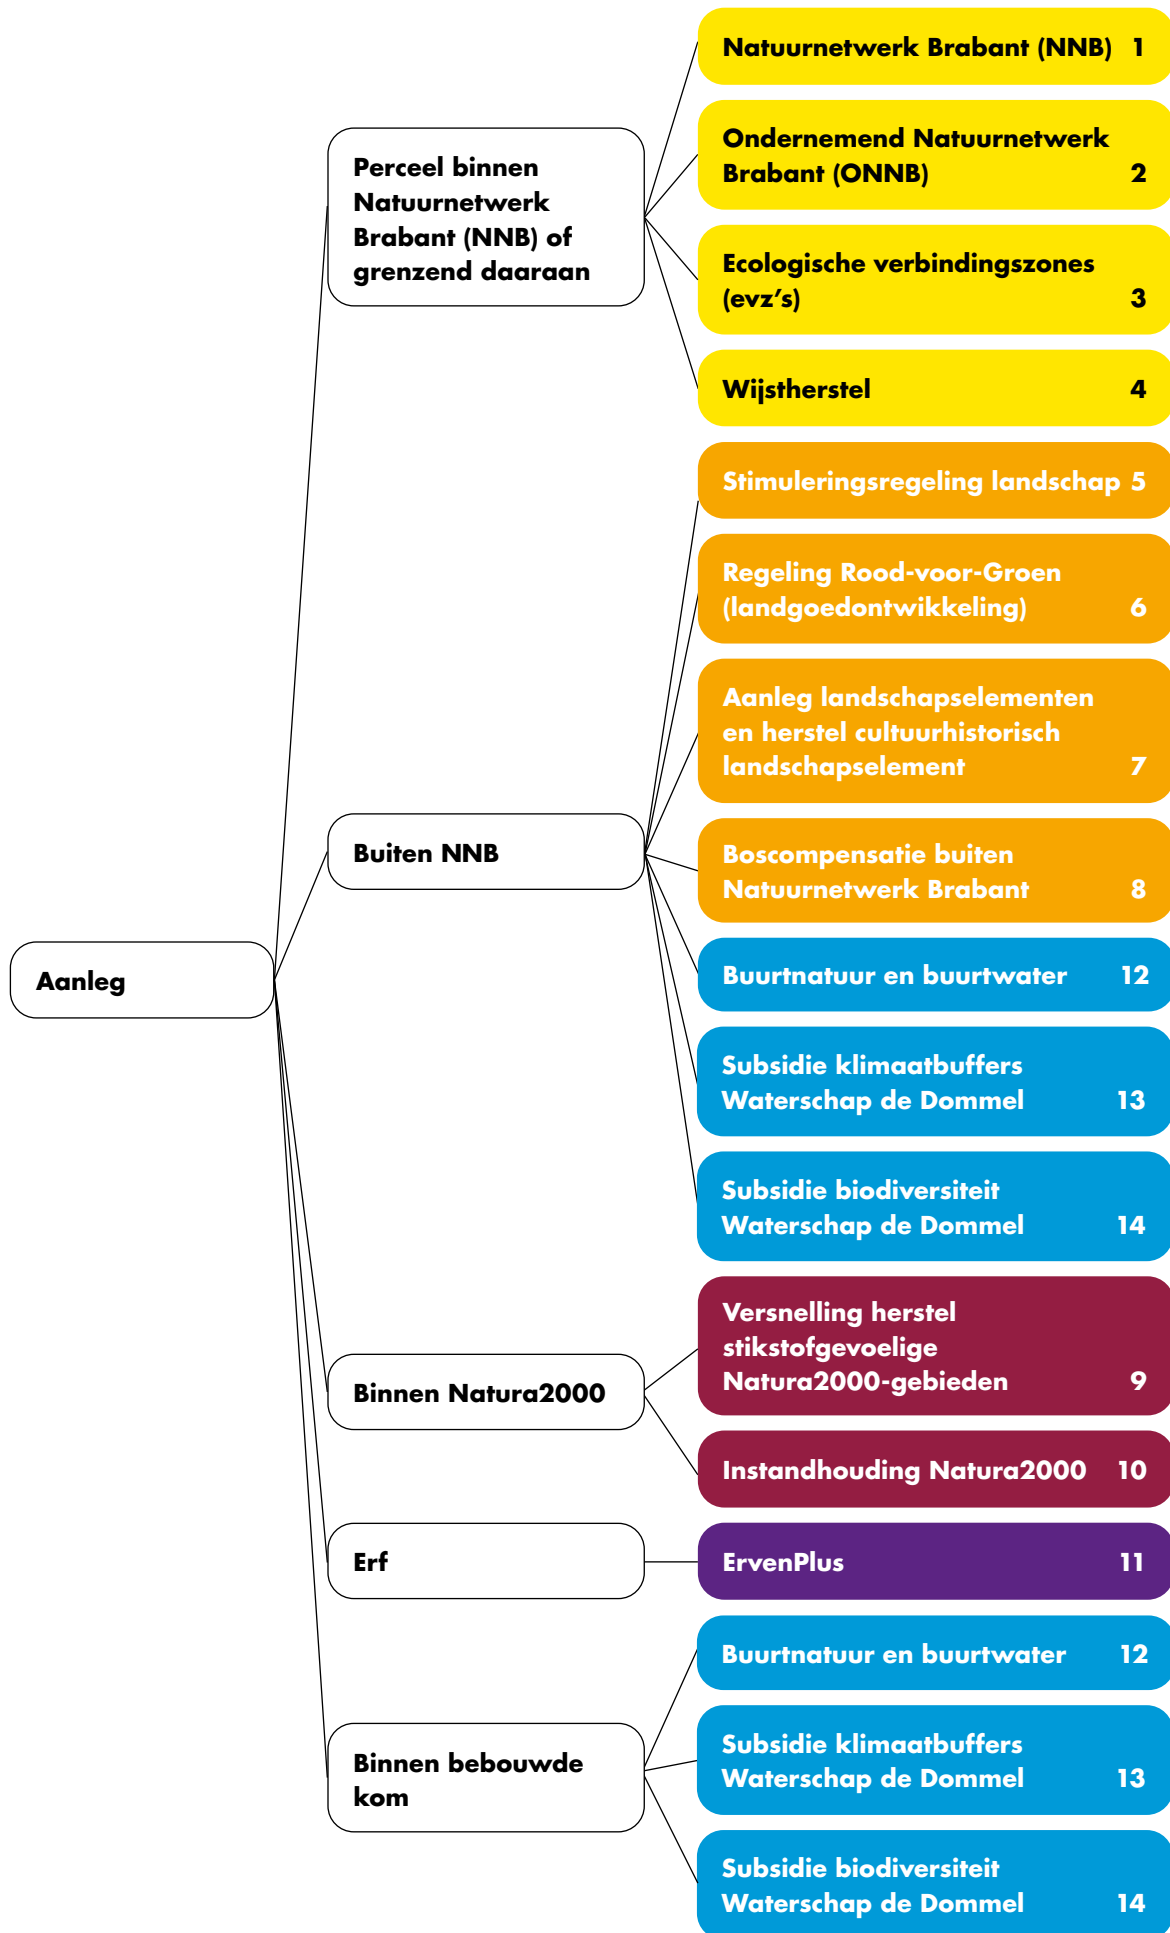 Natuurnetwerk Brabant (NNB) 1
Ondernemend Natuurnetwerk
Brabant (ONNB) 2
Perceel binnen
Natuurnetwerk
Brabant (NNB) of
grenzend daaraan
Ecologische verbindingszones
(evz’s) 3
Wijstherstel 4
Stimuleringsregeling landschap 5
Regeling Rood-voor-Groen
(landgoedontwikkeling) 6
Aanleg landschapselementen
en herstel cultuurhistorisch
landschapselement 7
Buiten NNB
Boscompensatie buiten
Natuurnetwerk Brabant 8
Aanleg
Buurtnatuur en buurtwater 12
Subsidie klimaatbuffers
Waterschap de Dommel 13
Subsidie biodiversiteit
Waterschap de Dommel 14
Versnelling herstel
stikstofgevoelige
Natura2000-gebieden 9
Binnen Natura2000
Instandhouding Natura2000 10
Erf
ErvenPlus 11
Buurtnatuur en buurtwater 12
Binnen bebouwde
kom
Subsidie klimaatbuffers
Waterschap de Dommel 13
Subsidie biodiversiteit
Waterschap de Dommel 14